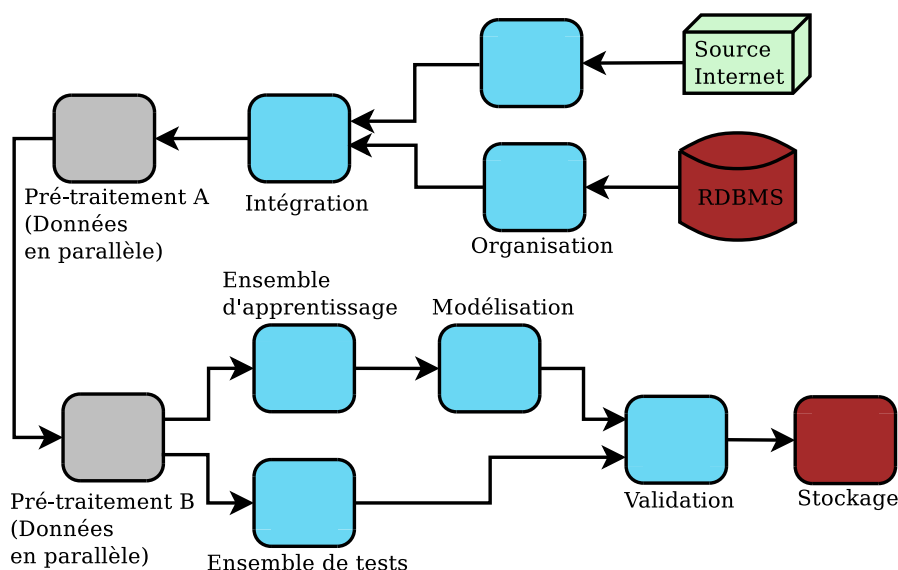 Source
Internet
RDBMS
Organisation
Intégration
Pré-traitement A
(Données
en parallèle)
Ensemble
d'apprentissage
Modélisation
Pré-traitement B
(Données
en parallèle)
Ensemble de tests
Validation
Stockage